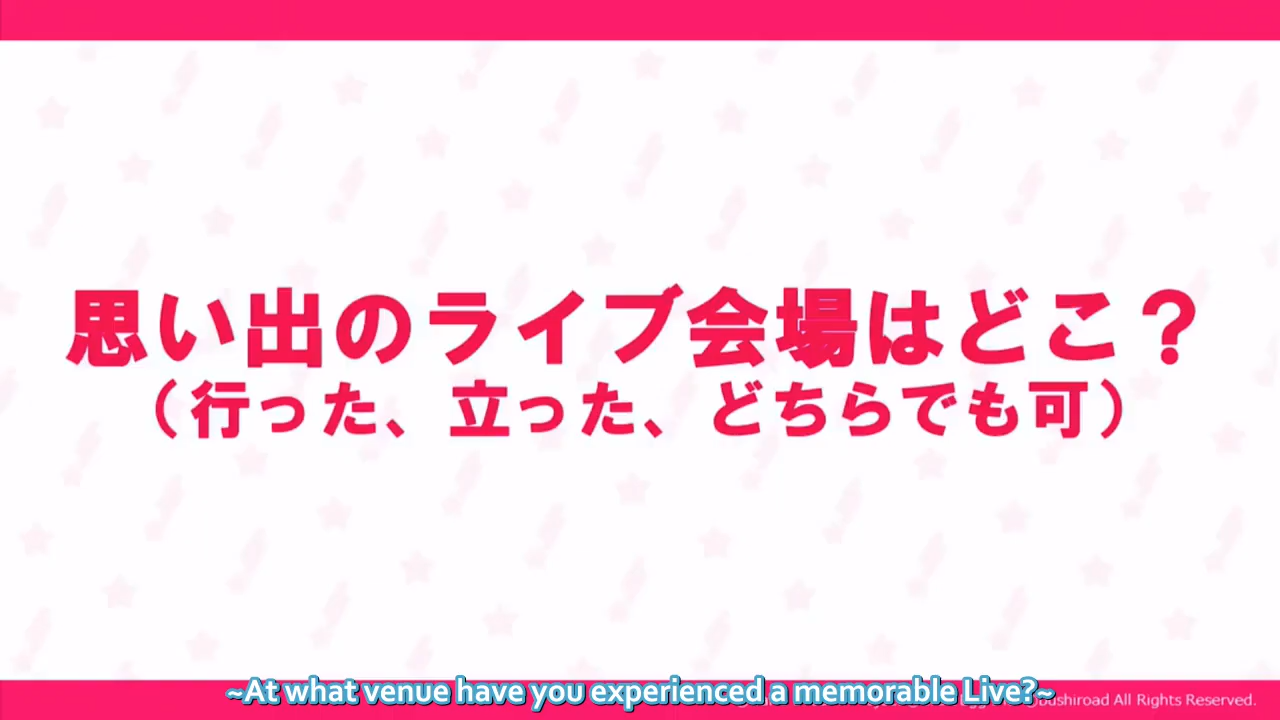 思い出のライブ会場はどこ？
（行った、立った、どちらでも可）
~At what venue have you experienced a memorable Live?~
Bushiroad All Rights Reserved.